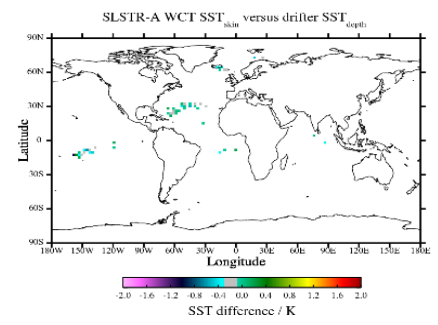 SLSTR-A WCT SSTskin versus drifter SSTdepth
90N
60N
30N
0
30S
60S
90S
Latitude
180W 150W 120W 90W 60W 30W 0 30E 60E 90E 120E 150E 180E
Longitude
-2.0 -1.6 -1.2 -0.8 -0.4 0.0 0.4 0.8 1.2 1.6 2.0
SST difference / K